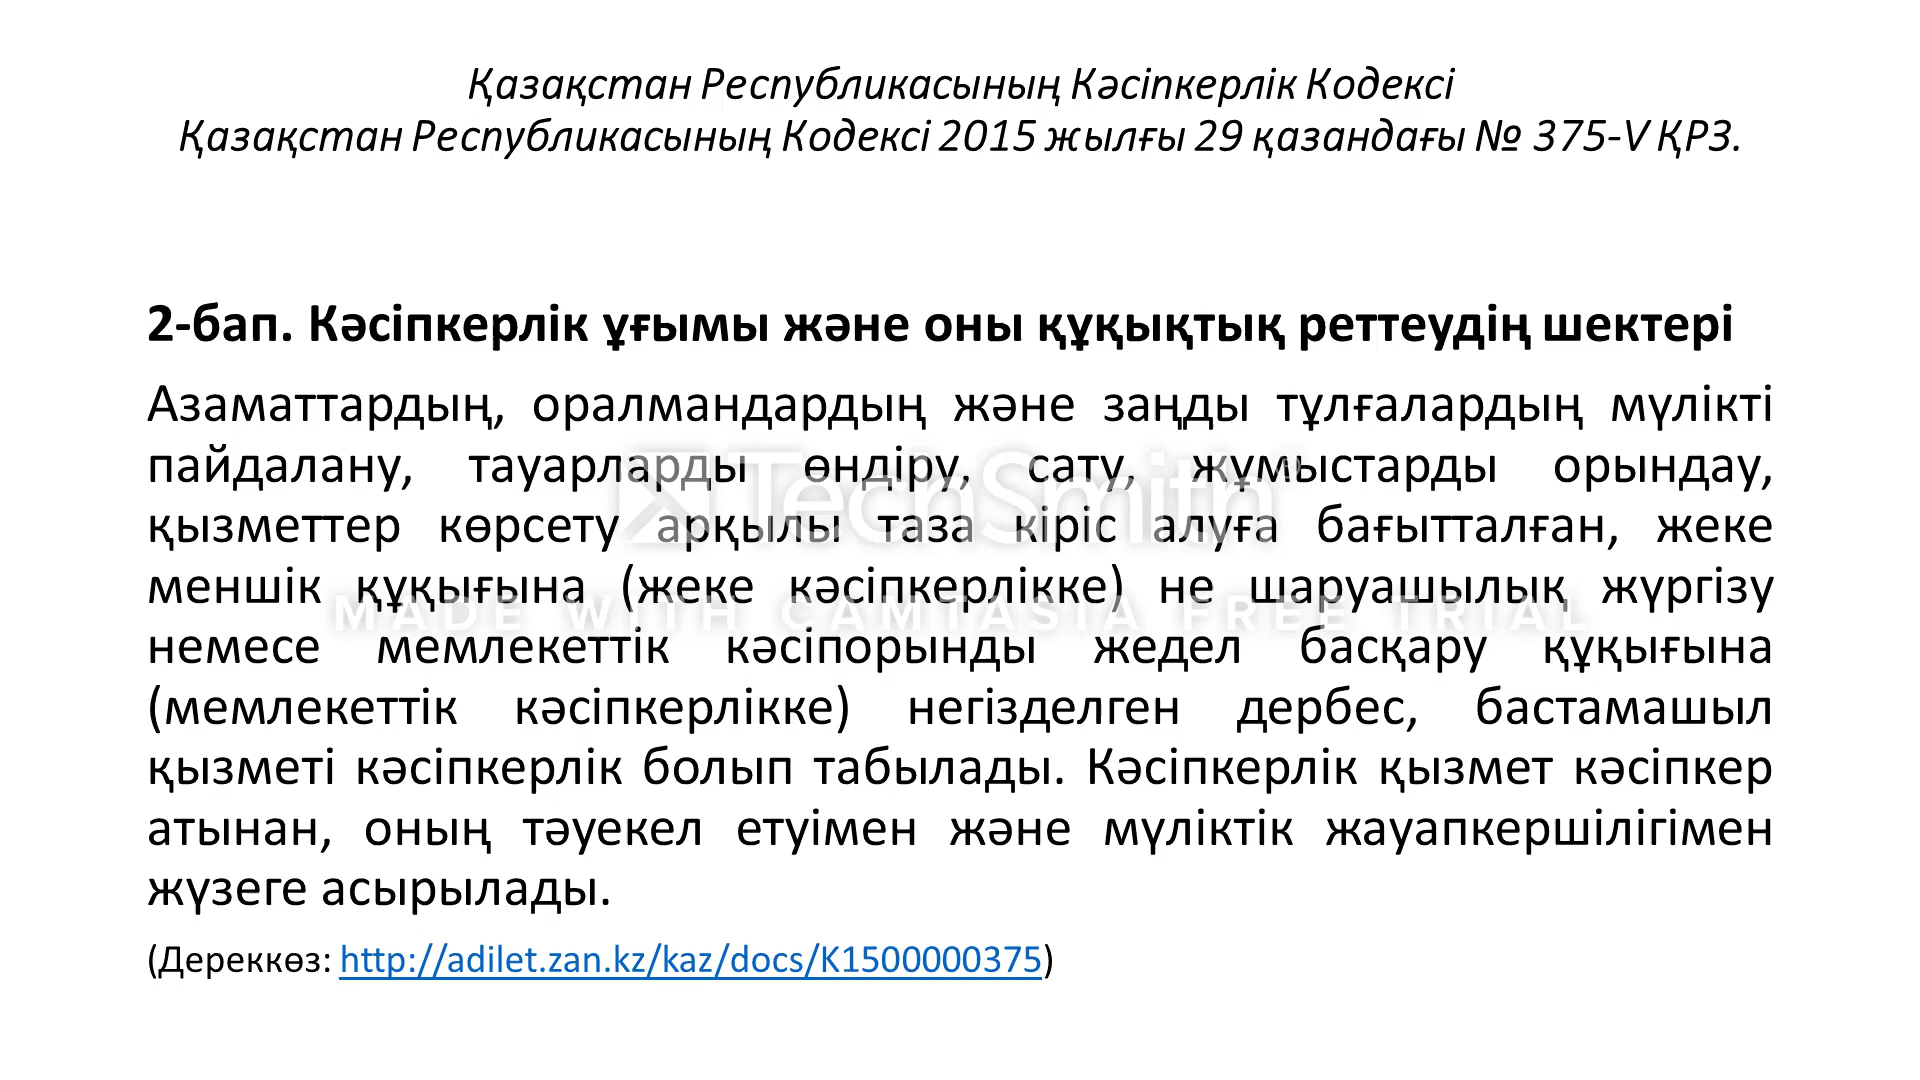 Қазақстан Республикасының Кәсіпкерлік Кодексі
Қазақстан Республикасының Кодексі 2015 жылғы 29 қазандағы № 375-V ҚРЗ.
2-бап. Кәсіпкерлік ұғымы және оны құқықтық реттеудің шектері
Азаматтардың, оралмандардың және заңды тұлғалардың мүлікті
пайдалану, тауарларды өндіру, сату, жұмыстарды орындау,
қызметтер көрсету арқылы таза кіріс алуға бағытталған, жеке
меншік құқығына (жеке кәсіпкерлікке) не шаруашылық жүргізу
немесе мемлекеттік кәсіпорынды жедел басқару құқығына
(мемлекеттік кәсіпкерлікке) негізделген дербес, бастамашыл
қызметі кәсіпкерлік болып табылады. Кәсіпкерлік қызмет кәсіпкер
атынан, оның тәуекел етуімен және мүліктік жауапкершілігімен
жүзеге асырылады.
(Дереккөз: http://adilet.zan.kz/kaz/docs/K1500000375)
TechSmith®
MADE WITH CAMTASIA FREE TRIAL